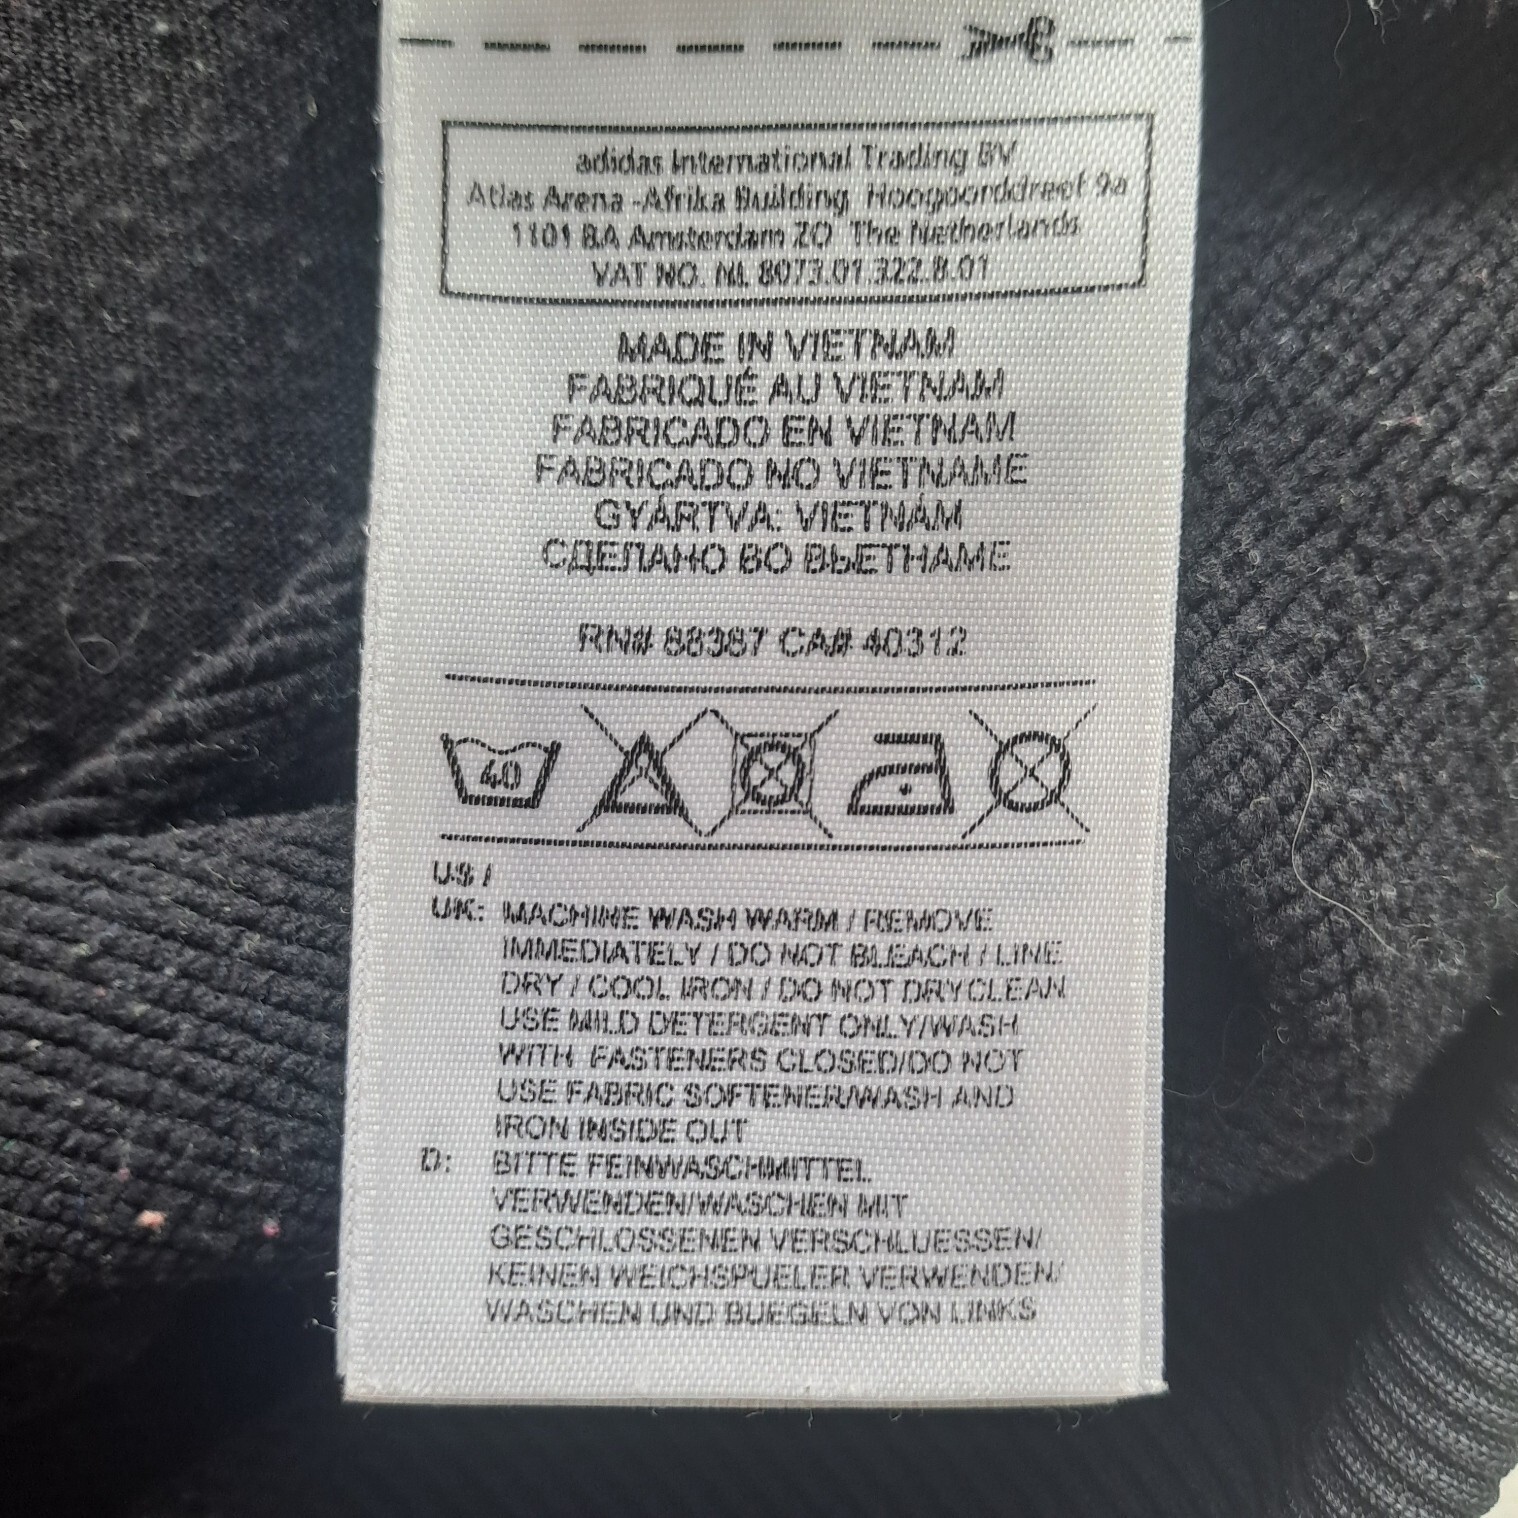 adidas International Trading BV
Atlas Arena -Afrika Building Hoogoorddreef 9a
1101 BA Amsterdam ZO The Netherlands
VAT NO. NL 8073.01.322.B.01
MADE IN VIETNAM
FABRIQUÉ AU VIETNAM
FABRICADO EN VIETNAM
FABRICADO NO VIETNAME
GYÁRTVA: VIETNÁM
СДЕЛАНО ВО ВЬЕТНАМЕ
RN# 88387 CA# 40312
40
US /
UK: MACHINE WASH WARM / REMOVE
IMMEDIATELY / DO NOT BLEACH / LINE
DRY / COOL IRON / DO NOT DRYCLEAN
USE MILD DETERGENT ONLY/WASH
WITH FASTENERS CLOSED/DO NOT
USE FABRIC SOFTENER/WASH AND
IRON INSIDE OUT
D: BITTE FEINWASCHMITTEL
VERWENDEN/WASCHEN MIT
GESCHLOSSENEN VERSCHLUESSEN/
KEINEN WEICHSPUELER VERWENDEN/
WASCHEN UND BUEGELN VON LINKS